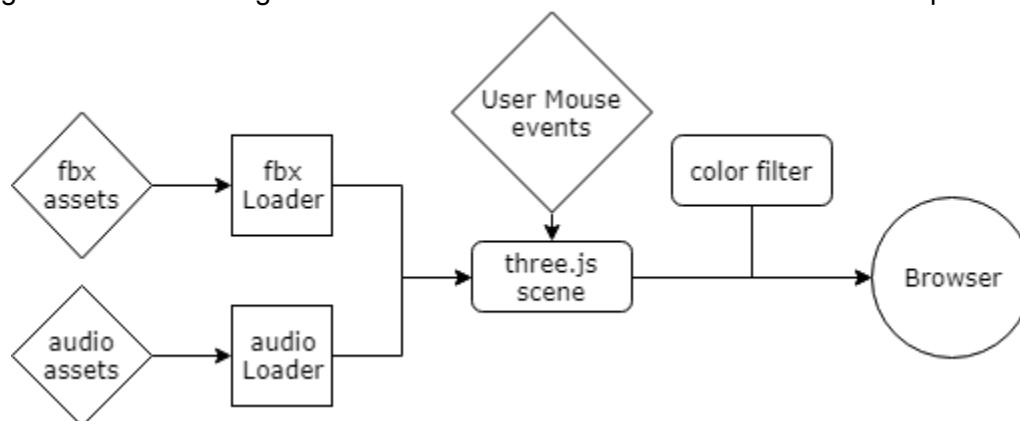 User Mouse
events
fbx
assets
fbx
Loader
color filter
three.js
scene
Browser
audio
assets
audio
Loader